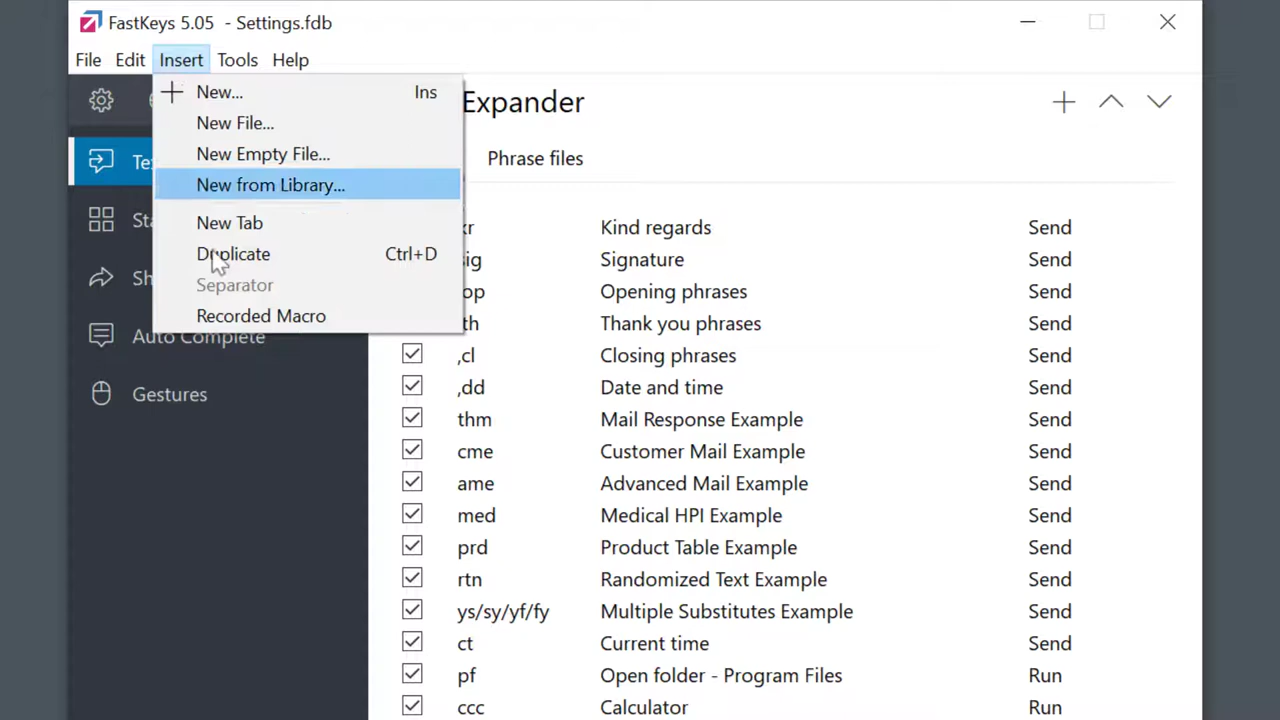 FastKeys 5.05 - Settings.fdb
File Edit Insert Tools Help
New... Ins
New File...
New Empty File...
New from Library...
New Tab
Duplicate Ctrl+D
Separator
Recorded Macro
Auto Complete
Gestures
Expander
Phrase files
Kind regards Send
sig Signature Send
Opening phrases Send
Thank you phrases Send
,cl Closing phrases Send
,dd Date and time Send
thm Mail Response Example Send
cme Customer Mail Example Send
ame Advanced Mail Example Send
med Medical HPI Example Send
prd Product Table Example Send
rtn Randomized Text Example Send
ys/sy/yf/fy Multiple Substitutes Example Send
ct Current time Send
pf Open folder - Program Files Run
ccc Calculator Run